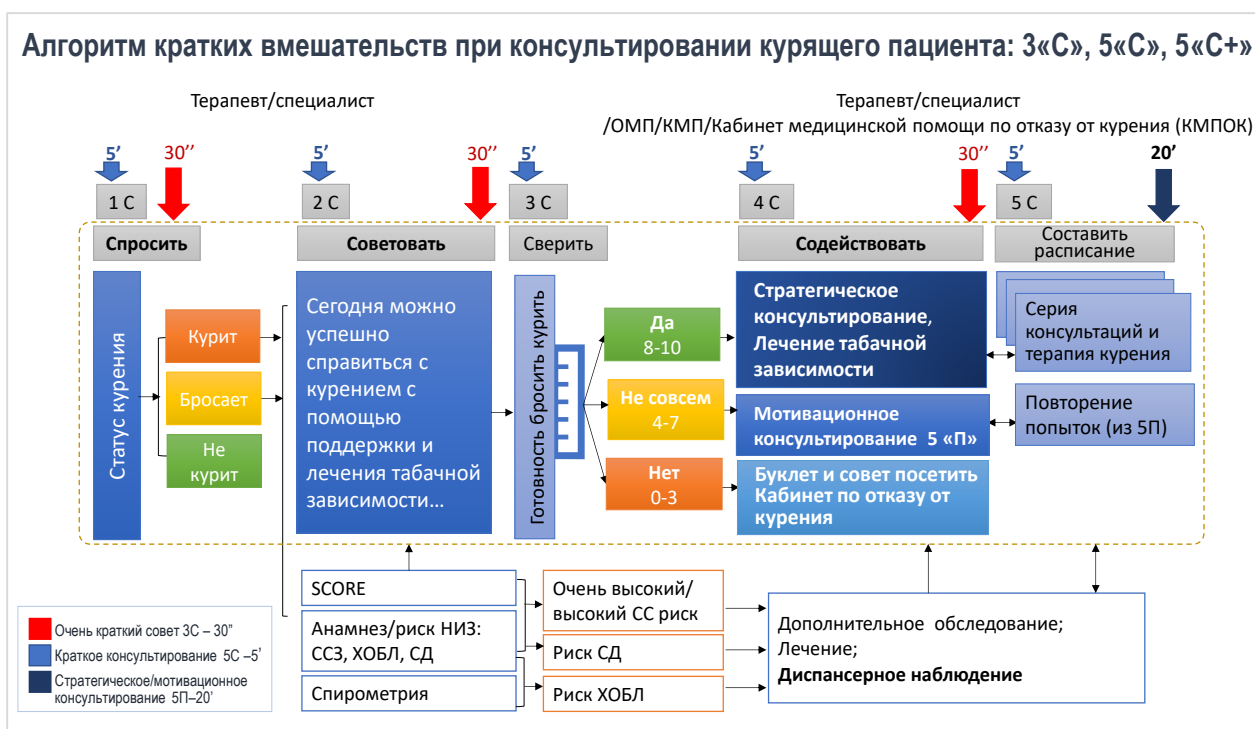 Алгоритм кратких вмешательств при консультировании курящего пациента: 3«С», 5«С», 5«С+»
Терапевт/специалист
Терапевт/специалист
/ОМП/КМП/Кабинет медицинской помощи по отказу от курения (КМПОК)
5’
30’’
5’
30’’
5’
5’
30’’
5’
20’
1 С
2 С
3 С
4 С
5 С
Спросить
Советовать
Сверить
Содействовать
Составить
расписание
Статус курения
Курит
Бросает
Не
курит
Сегодня можно
успешно
справиться с
курением с
помощью
поддержки и
лечения табачной
зависимости…
Готовность бросить курить
Да
8-10
Не совсем
4-7
Нет
0-3
Стратегическое
консультирование,
Лечение табачной
зависимости
Мотивационное
консультирование 5 «П»
Буклет и совет посетить
Кабинет по отказу от
курения
Серия
консультаций и
терапия курения
Повторение
попыток (из 5П)
SCORE
Анамнез/риск НИЗ:
ССЗ, ХОБЛ, СД
Спирометрия
Очень высокий/
высокий СС риск
Риск СД
Риск ХОБЛ
Дополнительное обследование;
Лечение;
Диспансерное наблюдение
Очень краткий совет 3С – 30”
Краткое консультирование 5С –5’
Стратегическое/мотивационное
консультирование 5П–20’